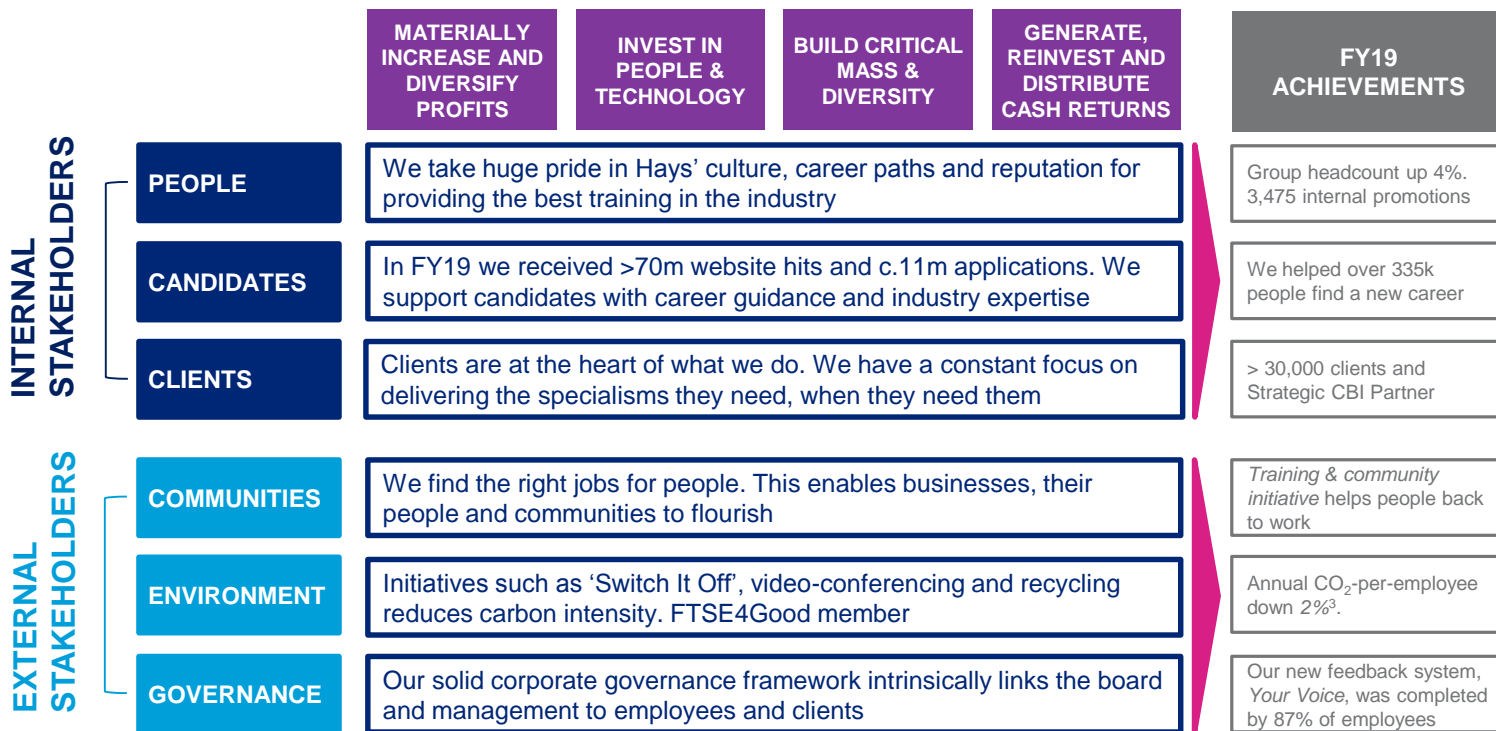 MATERIALLY
INCREASE AND
DIVERSIFY
PROFITS
INVEST IN
PEOPLE &
TECHNOLOGY
BUILD CRITICAL
MASS &
DIVERSITY
GENERATE,
REINVEST AND
DISTRIBUTE
CASH RETURNS
FY19
ACHIEVEMENTS
INTERNAL
STAKEHOLDERS
PEOPLE
We take huge pride in Hays’ culture, career paths and reputation for
providing the best training in the industry
Group headcount up 4%.
3,475 internal promotions
CANDIDATES
In FY19 we received >70m website hits and c.11m applications. We
support candidates with career guidance and industry expertise
We helped over 335k
people find a new career
CLIENTS
Clients are at the heart of what we do. We have a constant focus on
delivering the specialisms they need, when they need them
> 30,000 clients and
Strategic CBI Partner
EXTERNAL
STAKEHOLDERS
COMMUNITIES
We find the right jobs for people. This enables businesses, their
people and communities to flourish
Training & community
initiative helps people back
to work
ENVIRONMENT
Initiatives such as ‘Switch It Off’, video-conferencing and recycling
reduces carbon intensity. FTSE4Good member
Annual CO₂-per-employee
down 2%³.
GOVERNANCE
Our solid corporate governance framework intrinsically links the board
and management to employees and clients
Our new feedback system,
Your Voice, was completed
by 87% of employees